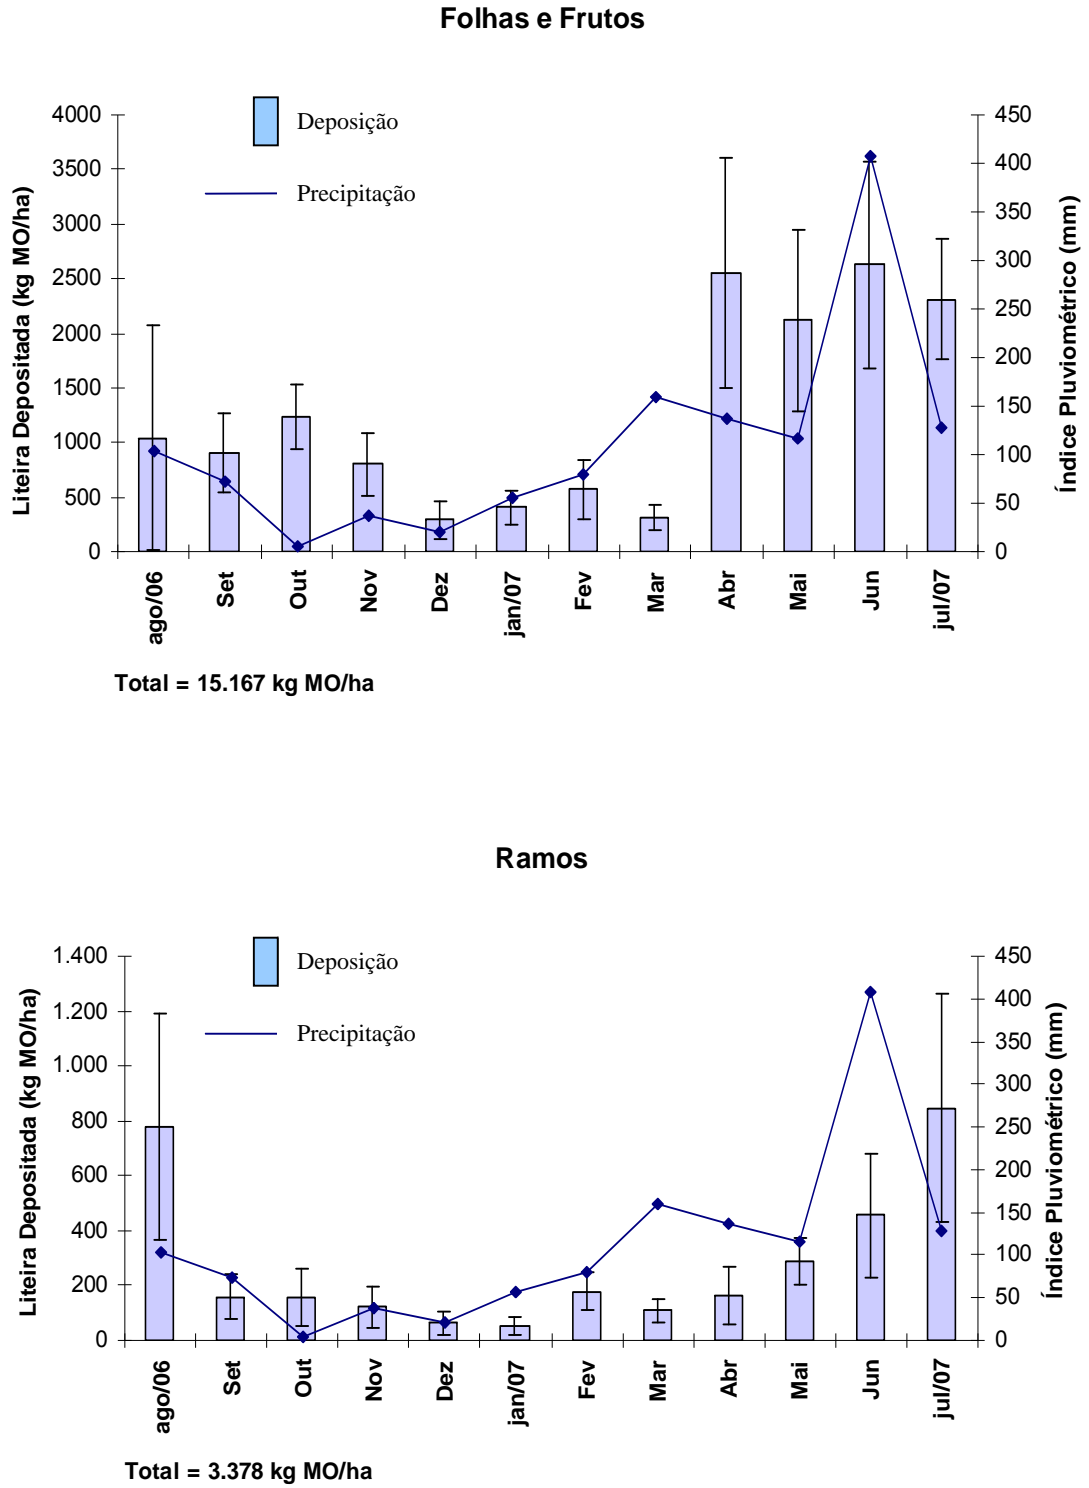 Folhas e Frutos
Deposição
Precipitação
Liteira Depositada (kg MO/ha)
4000
3500
3000
2500
2000
1500
1000
500
0
450
400
350
300
250
200
150
100
50
0
Índice Pluviométrico (mm)
ago/06 Set Out Nov Dez jan/07 Fev Mar Abr Mai Jun jul/07
Total = 15.167 kg MO/ha
Ramos
Deposição
Precipitação
Liteira Depositada (kg MO/ha)
1.400
1.200
1.000
800
600
400
200
0
450
400
350
300
250
200
150
100
50
0
Índice Pluviométrico (mm)
ago/06 Set Out Nov Dez jan/07 Fev Mar Abr Mai Jun jul/07
Total = 3.378 kg MO/ha